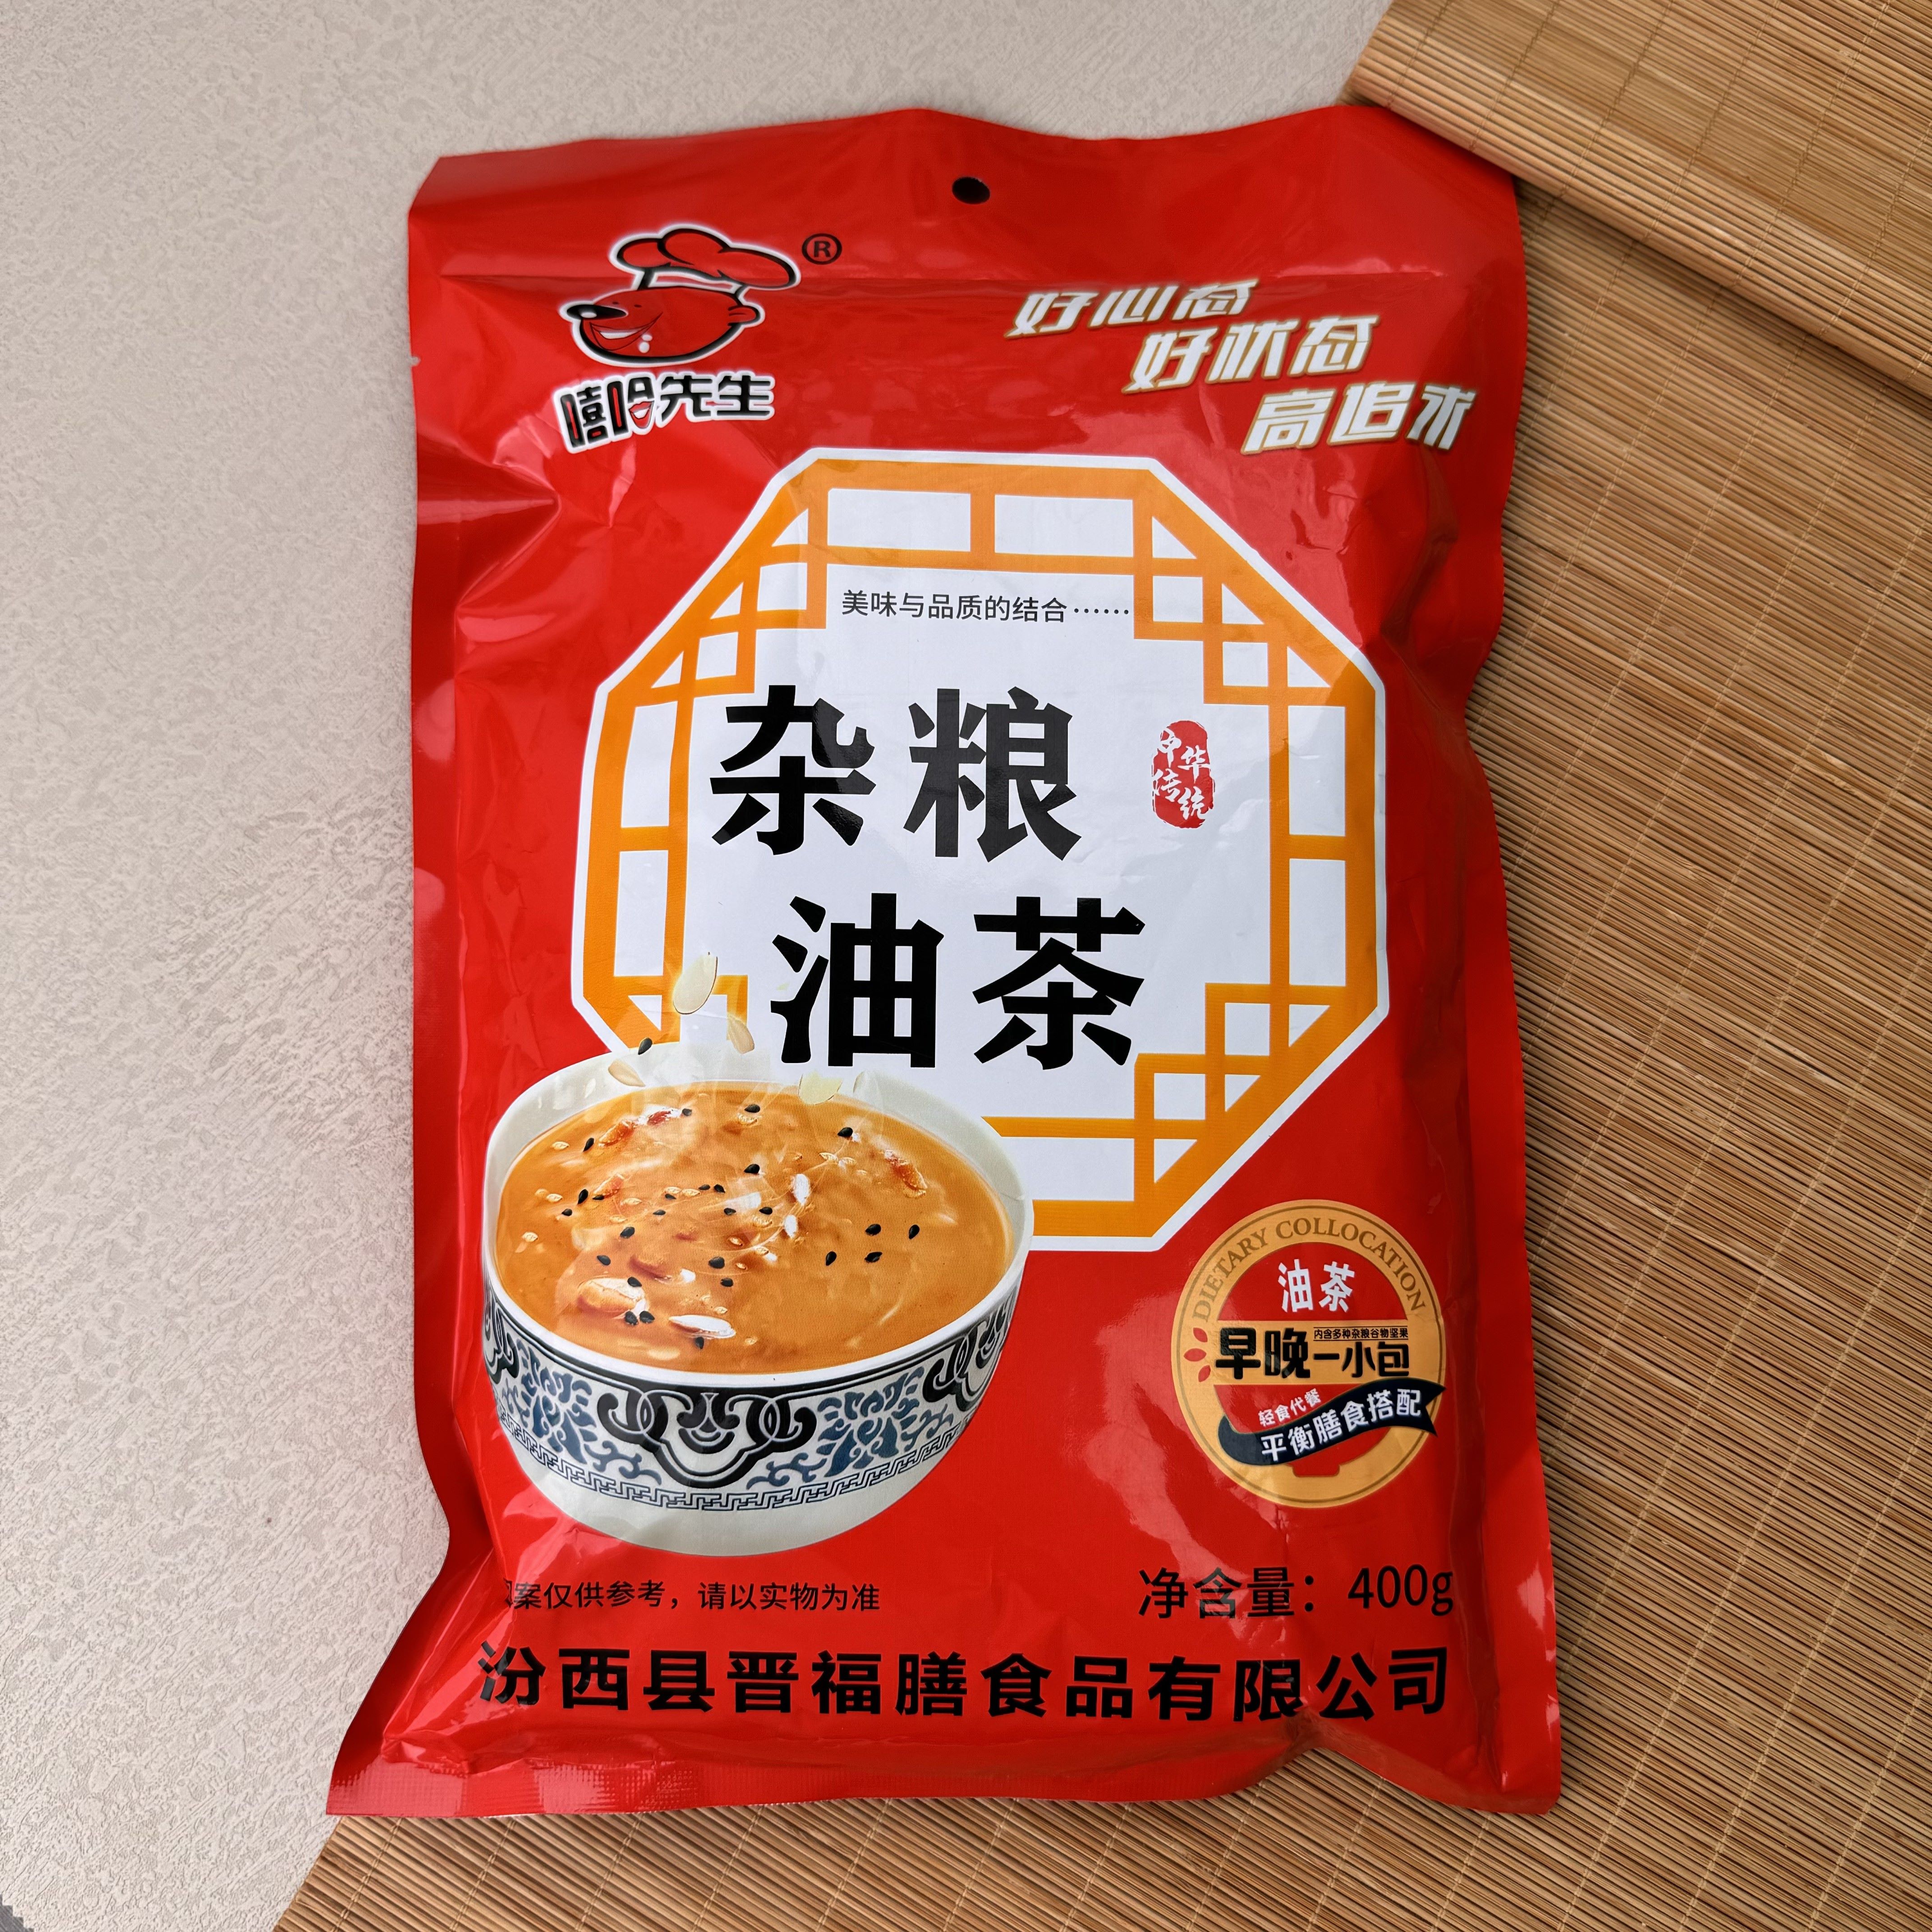 ®
嘻哈先生
好心态
好状态
高追求
美味与品质的结合……
杂粮
中华
传统
油茶
DIETARY COLLOCATION
油茶
内含多种杂粮谷物坚果
早晚一小包
轻食代餐
平衡膳食搭配
图案仅供参考，请以实物为准
净含量：400g
汾西县晋福膳食品有限公司